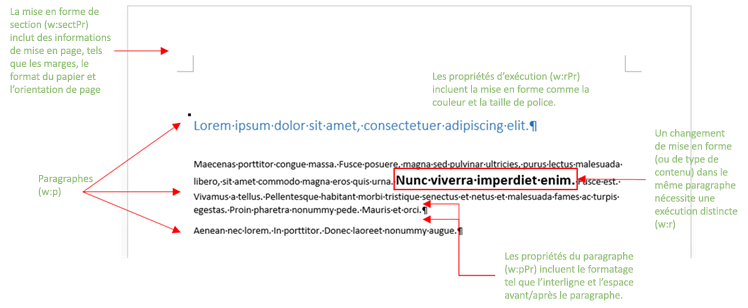 La mise en forme de
section (w:sectPr)
inclut des informations
de mise en page, tels
que les marges, le
format du papier et
l'orientation de page
Les propriétés d'exécution (w:rPr)
incluent la mise en forme comme la
couleur et la taille de police.
Lorem·ipsum·dolor·sit·amet,·consectetuer·adipiscing·elit.¶
Paragraphes
(w:p)
Maecenas·porttitor·congue·massa.·Fusce·posuere,·magna·sed·pulvinar·ultricies,·purus·lectus·malesuada·
libero,·sit·amet·commodo·magna·eros·quis·urna.·Nunc·viverra·imperdiet·enim.·Fusce·est.·
Vivamus·a·tellus.·Pellentesque·habitant·morbi·tristique·senectus·et·netus·et·malesuada·fames·ac·turpis·
egestas.·Proin·pharetra·nonummy·pede.·Mauris·et·orci.¶
Aenean·nec·lorem.·In·porttitor.·Donec·laoreet·nonummy·augue.¶
Un changement
de mise en forme
(ou de type de
contenu) dans le
même paragraphe
nécessite une
exécution distincte
(w:r)
Les propriétés du paragraphe
(w:pPr) incluent le formatage
tel que l'interligne et l'espace
avant/après le paragraphe.